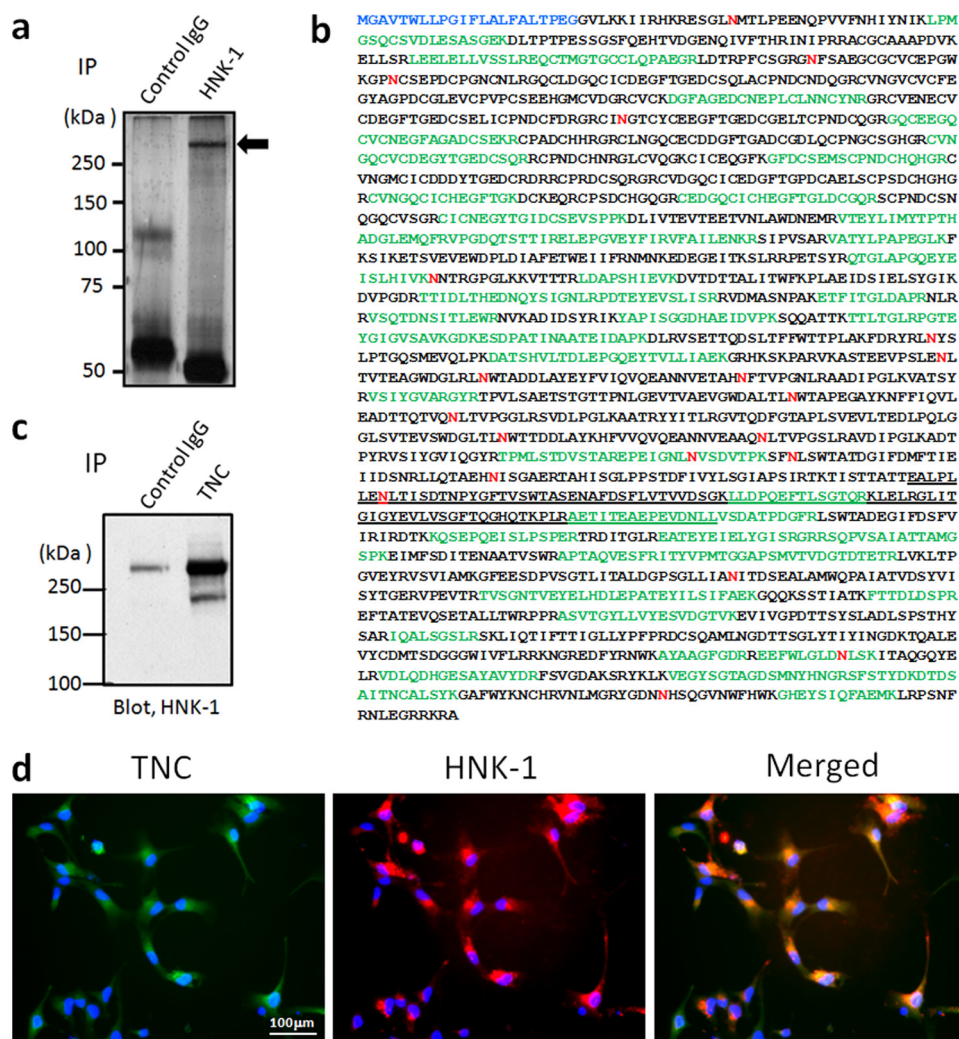 a
IP
Control IgG
HNK-1
(kDa)
250
150
100
75
50
b
MGAVTWLLPGIFLALFALTPEGGVLKKIIRHKRESGLNMTLPEENQPVVFNHIYNIKLPM
GSQCSVDLESASGEKDLTPTPESSGSFQEHTVDGENQIVFTHRINIPRRACGCAAAPDVK
ELLSRLEELELLVSSLREQCTMGTGCCLQPAEGRLDTRPFCSGRGNFSAEGCGCVCEPGW
KGPNCSEPDCPGNCNLRGQCLDGQCICDEGFTGEDCSQLACPNDCNDQGRCVNGVCVCFE
GYAGPDCGLEVCPVPCSEEHGMCVDGRCVCKDGFAGEDCNEPLCLNNCYNRGRCVENECV
CDEGFTGEDCSELICPNDCFDRGRCINGTCYCEEGFTGEDCGELTCPNDCQGRGQCEEGQ
CVCNEGFAGADCSEKRCPADCHHRGRCLNGQCECDDGFTGADCGDLQCPNGCSGHGRCVN
GQCVCDEGYTGEDCSQRRCPNDCHNRGLCVQGKCICEQGFKGFDCSEMSCPNDCHQHGRC
VNGMCICDDDYTGEDCRDRRCPRDCSQRGRCVDGQCICEDGFTGPDCAELSCPSDCHGHG
RCVNGQCICHEGFTGKDCKEQRCPSDCHGQGRCEDGQCICHEGFTGLDCGQRSCPNDCSN
QGQCVSGRCICNEGYTGIDCSEVSPPKDLIVTEVTEETVNLAWDNEMRVTEYLIMYTPTH
ADGLEMQFRVPGDQTSTTIRELEPGVEYFIRVFAILENKRSIPVSARVATYLPAPEGLKF
KSIKETSVEVEWDPLDIAFETWEIIFRNMNKEDEGEITKSLRRPETSYRQTGLAPGQEYE
ISLHIVKNNTRGPGLKKVTTTRLDAPSHIEVKDVTDTTALITWFKPLAEIDSIELSYGIK
DVPGDRTTIDLTHEDNQYSIGNLRPDTEYEVSLISRRVDMASNPAKETFITGLDAPRNLR
RVSQTDNSITLEWRNVKADIDSYRIKYAPISGGDHAEIDVPKSQQATTKTTLTGLRPGTE
YGIGVSAVKGDKESDPATINAATEIDAPKDLRVSETTQDSLTFFWTTPLAKFDRYRLNYS
LPTGQSMEVQLPKDATSHVLTDLEPGQEYTVLLIAEKGRHKSKPARVKASTEEVPSLENL
TVTEAGWDGLRLNWTADDLAYEYFVIQVQEANNVETAHNFTVPGNLRAADIPGLKVATSY
RVSIYGVARGYRTPVLSAETSTGTTPNLGEVTVAEVGWDALTLNWTAPEGAYKNFFIQVL
EADTTQTVQNLTVPGGLRSVDLPGLKAATRYYITLRGVTQDFGTAPLSVEVLTEDLPQLG
GLSVTEVSWDGLTLNWTTDDLAYKHFVVQVQEANNVEAAQNLTVPGSLRAVDIPGLKADT
PYRVSIYGVIQGYRTPMLSTDVSTAREPEIGNLNVSDVTPKSFNLSWTATDGIFDMFTIE
IIDSNRLLQTAEHNISGAERTAHISGLPPSTDFIVYLSGIAPSIRTKTISTTATTEALPL
LENLTISDTNPYGFTVSWTASENAFDSFLVTVVDSGKLLDPQEFTLSGTQRKLELRGLIT
GIGYEVLVSGFTQGHQTKPLRAETITEAEPEVDNLLVSDATPDGFRLSWTADEGIFDSFV
IRIRDTKKQSEPQEISLPSPERTRDITGLREATEYEIELYGISRGRRSQPVSAIATTAMG
SPKEIMFSDITENAATVSWRAPTAQVESFRITYVPMTGGAPSMVTVDGTDTETRLVKLTP
GVEYRVSVIAMKGFEESDPVSGTLITALDGPSGLLIANITDSEALAMWQPAIATVDSYVI
SYTGERVPEVTRTVSGNTVEYELHDLEPATEYILSIFAEKGQQKSSTIATKFTTDLDSPR
EFTATEVQSETALLTWRPPRASVTGYLLVYESVDGTVKEVIVGPDTTSYSLADLSPSTHY
SARIQALSGSLRSKLIQTIFTTIGLLYPFPRDCSQAMLNGDTTSGLYTIYINGDKTQALE
VYCDMTSDGGGWIVFLRRKNGREDFYRNWKAYAAGFGDRREEFWLGLDNLSKITAQGQYE
LRVDLQDHGESAYAVYDRFSVGDAKSRYKLKVEGYSGTAGDSMNYHNGRSFSTYDKDTDS
AITNCALSYKGAFWYKNCHRVNLMGRYGDNNHSQGVNWFHWKGHEYSIQFAEMKLRPSNF
RNLEGRRKRA
c
IP
Control IgG
TNC
(kDa)
250
150
100
Blot, HNK-1
d
TNC
HNK-1
Merged
100μm